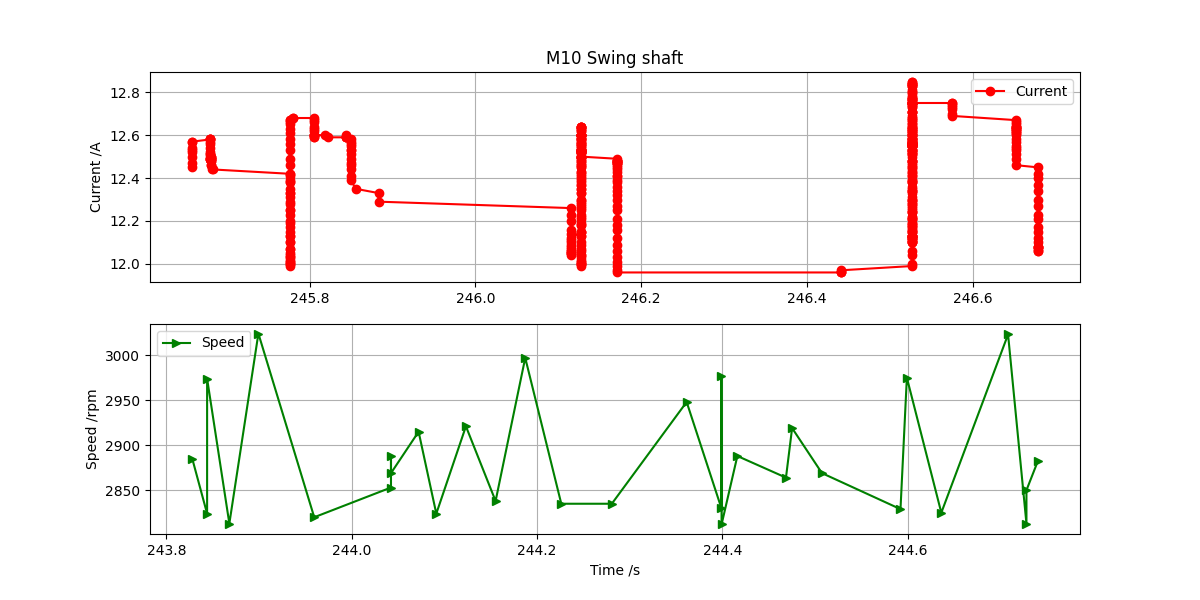 M10 Swing shaft
12.8
12.6
12.4
12.2
12.0
Current /A
Current
245.8 246.0 246.2 246.4 246.6
3000
2950
2900
2850
Speed /rpm
Speed
243.8 244.0 244.2 244.4 244.6
Time /s